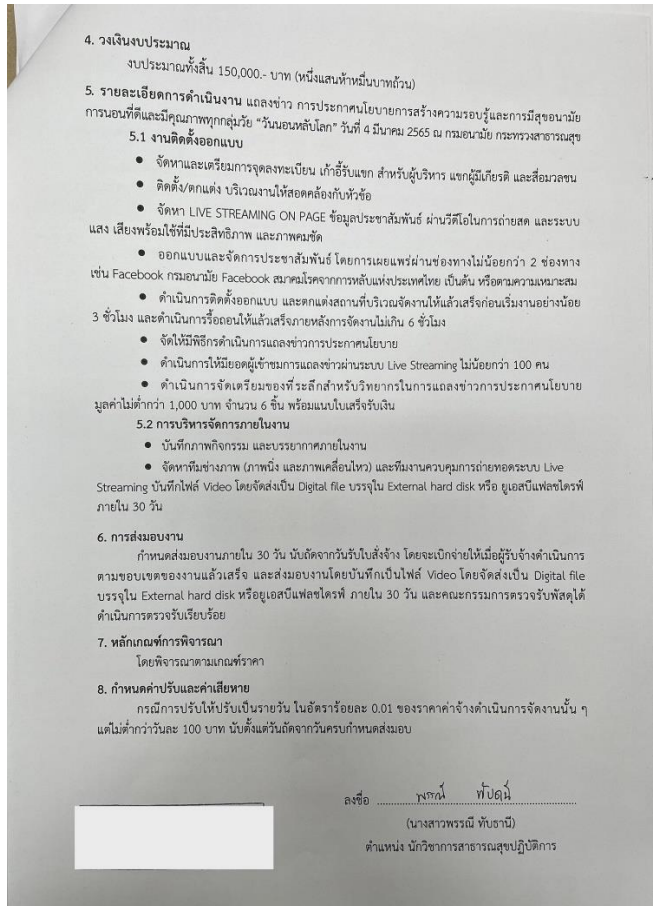 4. วงเงินงบประมาณ
งบประมาณทั้งสิ้น 150,000.- บาท (หนึ่งแสนห้าหมื่นบาทถ้วน)
5. รายละเอียดการดำเนินงาน แถลงข่าว การประกาศนโยบายการสร้างความรอบรู้และการมีสุขอนามัย
การนอนที่ดีและมีคุณภาพทุกกลุ่มวัย “วันนอนหลับโลก” วันที่ 4 มีนาคม 2565 ณ กรมอนามัย กระทรวงสาธารณสุข
5.1 งานติดตั้งออกแบบ
● จัดหาและเตรียมการจุดลงทะเบียน เก้าอี้รับแขก สำหรับผู้บริหาร แขกผู้มีเกียรติ และสื่อมวลชน
● ติดตั้ง/ตกแต่ง บริเวณงานให้สอดคล้องกับหัวข้อ
● จัดหา LIVE STREAMING ON PAGE ข้อมูลประชาสัมพันธ์ ผ่านวีดีโอในการถ่ายสด และระบบ
แสง เสียงพร้อมใช้ที่มีประสิทธิภาพ และภาพคมชัด
● ออกแบบและจัดการประชาสัมพันธ์ โดยการเผยแพร่ผ่านช่องทางไม่น้อยกว่า 2 ช่องทาง
เช่น Facebook กรมอนามัย Facebook สมาคมโรคจากการหลับแห่งประเทศไทย เป็นต้น หรือตามความเหมาะสม
● ดำเนินการติดตั้งออกแบบ และตกแต่งสถานที่บริเวณจัดงานให้แล้วเสร็จก่อนเริ่มงานอย่างน้อย
3 ชั่วโมง และดำเนินการรื้อถอนให้แล้วเสร็จภายหลังการจัดงานไม่เกิน 6 ชั่วโมง
● จัดให้มีพิธีกรดำเนินการแถลงข่าวการประกาศนโยบาย
● ดำเนินการให้มียอดผู้เข้าชมการแถลงข่าวผ่านระบบ Live Streaming ไม่น้อยกว่า 100 คน
● ดำเนินการจัดเตรียมของที่ระลึกสำหรับวิทยากรในการแถลงข่าวการประกาศนโยบาย
มูลค่าไม่ต่ำกว่า 1,000 บาท จำนวน 6 ชิ้น พร้อมแนบใบเสร็จรับเงิน
5.2 การบริหารจัดการภายในงาน
● บันทึกภาพกิจกรรม และบรรยากาศภายในงาน
● จัดหาทีมช่างภาพ (ภาพนิ่ง และภาพเคลื่อนไหว) และทีมงานควบคุมการถ่ายทอดระบบ Live
Streaming บันทึกไฟล์ Video โดยจัดส่งเป็น Digital file บรรจุใน External hard disk หรือ ยูเอสบีแฟลชไดรฟ์
ภายใน 30 วัน
6. การส่งมอบงาน
กำหนดส่งมอบงานภายใน 30 วัน นับถัดจากวันรับใบสั่งจ้าง โดยจะเบิกจ่ายให้เมื่อผู้รับจ้างดำเนินการ
ตามขอบเขตของงานแล้วเสร็จ และส่งมอบงานโดยบันทึกเป็นไฟล์ Video โดยจัดส่งเป็น Digital file
บรรจุใน External hard disk หรือยูเอสบีแฟลชไดรฟ์ ภายใน 30 วัน และคณะกรรมการตรวจรับพัสดุได้
ดำเนินการตรวจรับเรียบร้อย
7. หลักเกณฑ์การพิจารณา
โดยพิจารณาตามเกณฑ์ราคา
8. กำหนดค่าปรับและค่าเสียหาย
กรณีการปรับให้ปรับเป็นรายวัน ในอัตราร้อยละ 0.01 ของราคาค่าจ้างดำเนินการจัดงานนั้น ๆ
แต่ไม่ต่ำกว่าวันละ 100 บาท นับตั้งแต่วันถัดจากวันครบกำหนดส่งมอบ
ลงชื่อ พรรณี ทับธานี
(นางสาวพรรณี ทับธานี)
ตำแหน่ง นักวิชาการสาธารณสุขปฏิบัติการ